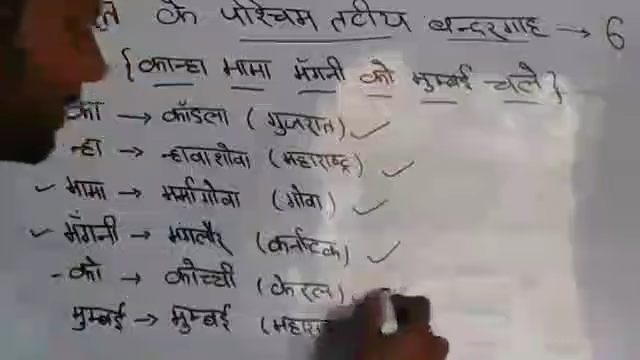 के पश्चिम तटीय बन्दरगाह → 6
{कान्हा मामा मँगनी को मुम्बई चले}
का → कांडला (गुजरात) ✓
न्हा → न्हावाशेवा (महाराष्ट्र) ✓
✓ मामा → मर्मागोवा (गोवा) ✓
✓ मँगनी → मंगलौर (कर्नाटक) ✓
- को → कोच्ची (केरल)
मुम्बई → मुम्बई